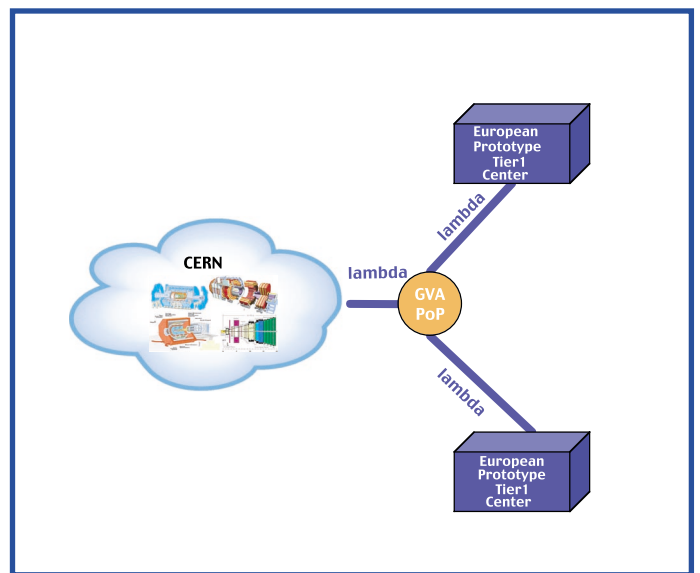 European
Prototype
Tier1
Center
lambda
CERN
lambda
GVA
PoP
lambda
European
Prototype
Tier1
Center